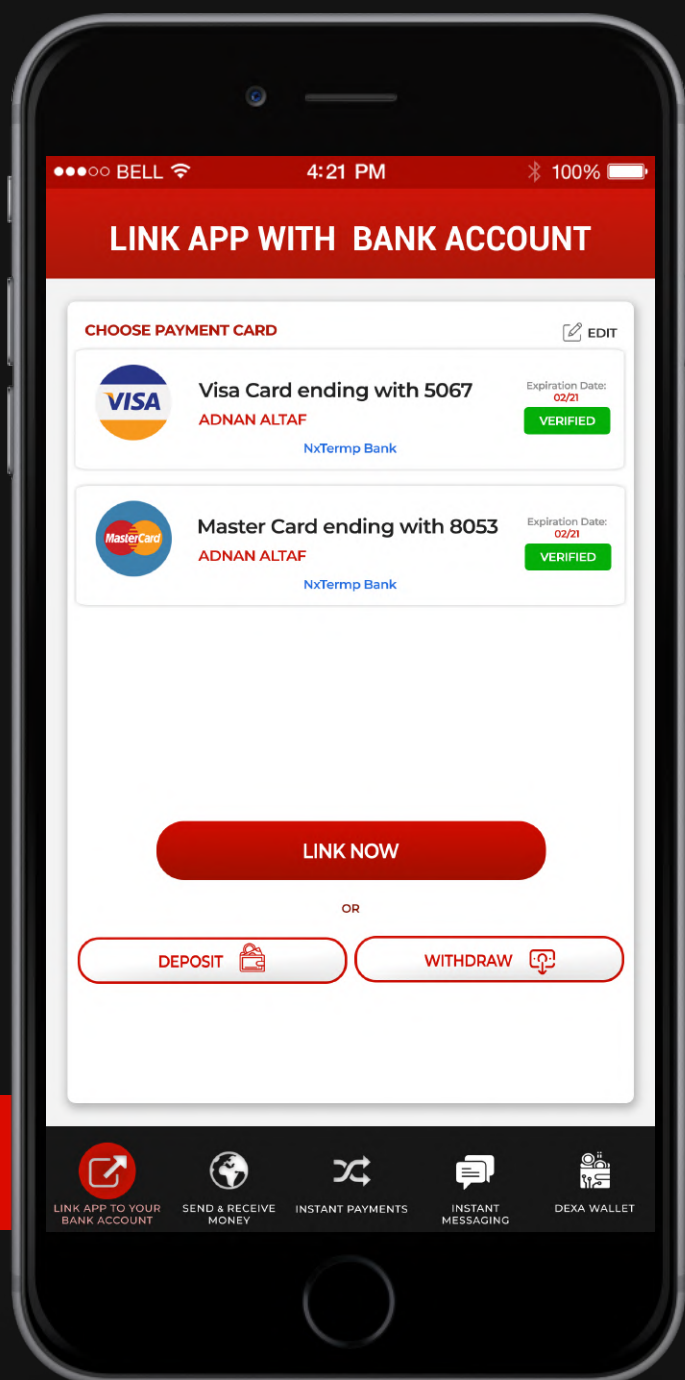 BELL 4:21 PM 100%
LINK APP WITH BANK ACCOUNT
CHOOSE PAYMENT CARD EDIT
VISA
Visa Card ending with 5067
ADNAN ALTAF
NxTermp Bank
Expiration Date:
02/21
VERIFIED
MasterCard
Master Card ending with 8053
ADNAN ALTAF
NxTermp Bank
Expiration Date:
02/21
VERIFIED
LINK NOW
OR
DEPOSIT WITHDRAW
LINK APP TO YOUR
BANK ACCOUNT
SEND & RECEIVE
MONEY
INSTANT PAYMENTS
INSTANT
MESSAGING
DEXA WALLET